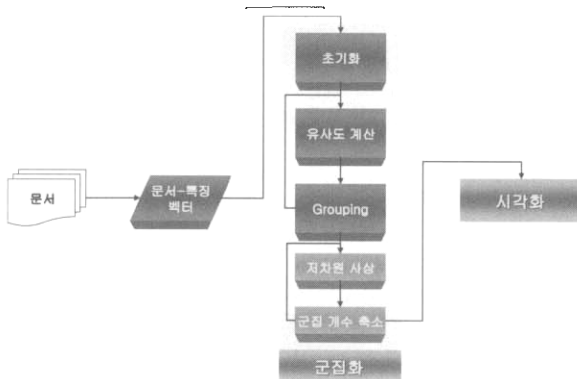 초기화
유사도 계산
문서
문서-특징
벡터
Grouping
시각화
저차원 사상
군집 개수 축소
군집화